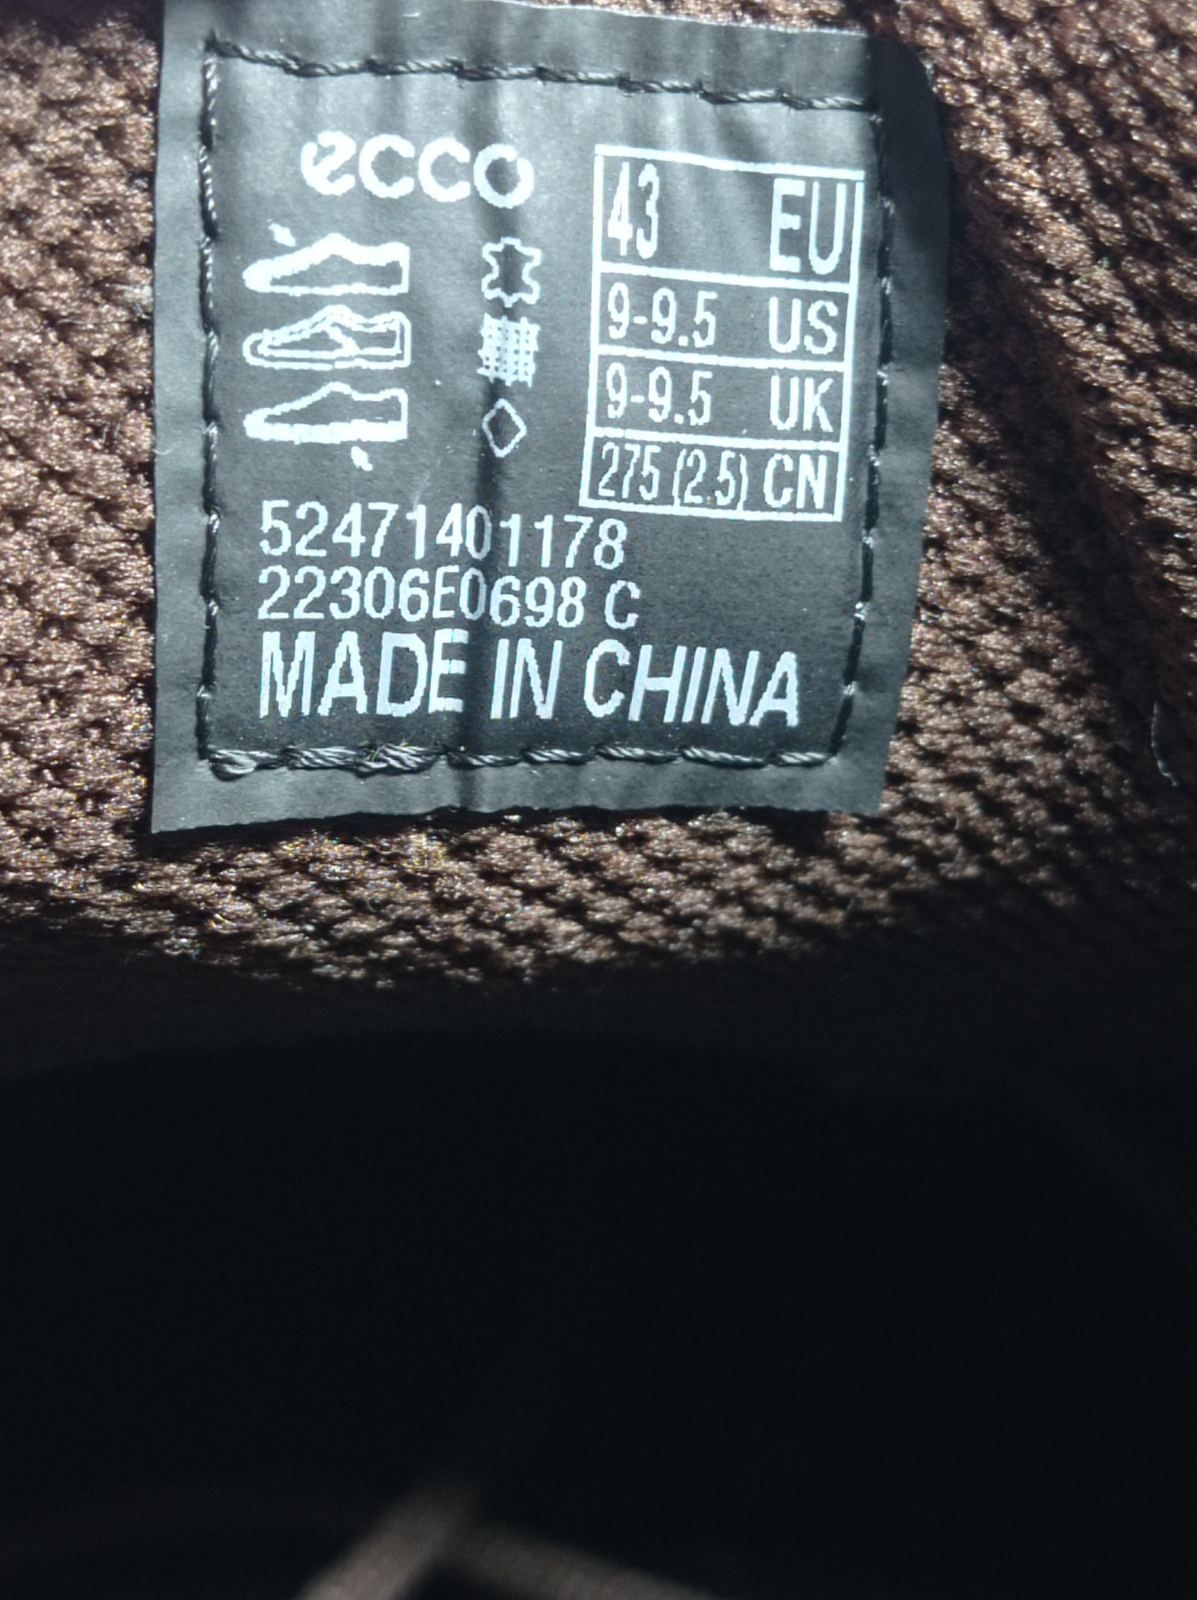 ecco
43 EU
9-9.5 US
9-9.5 UK
275 (2.5) CN
52471401178
22306E0698 C
MADE IN CHINA